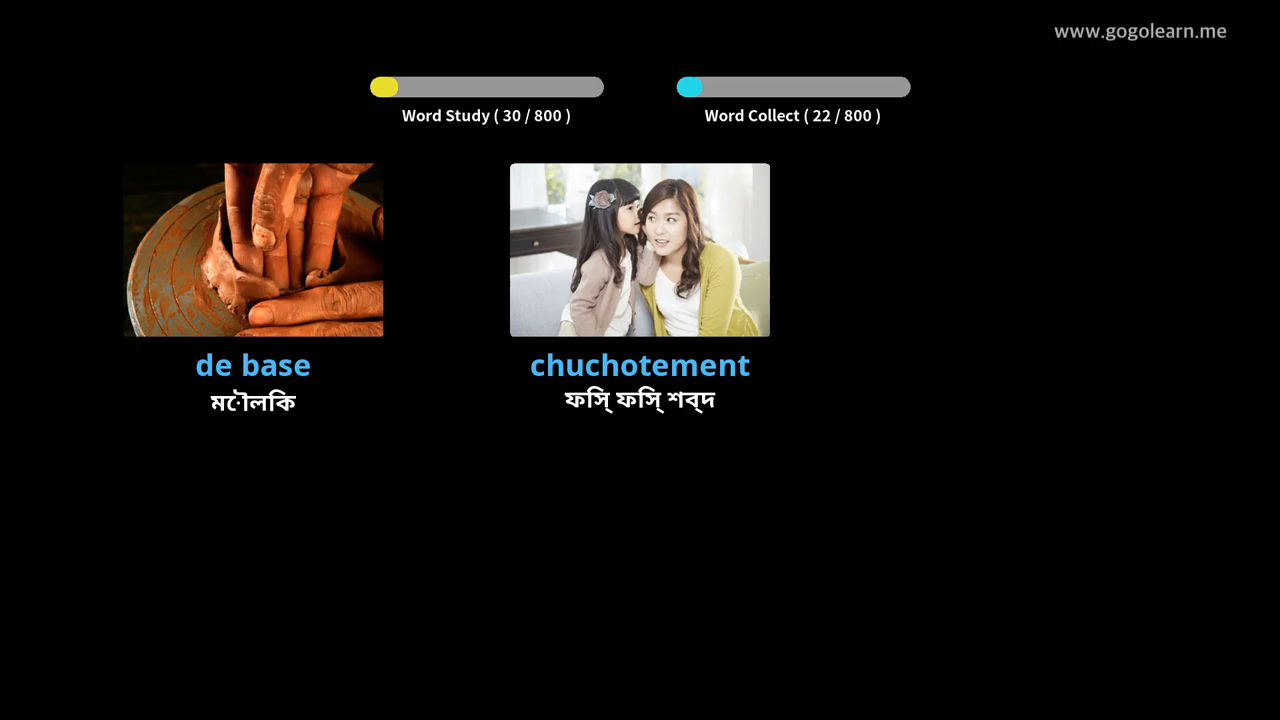 www.gogolearn.me
Word Study ( 30 / 800 )
Word Collect ( 22 / 800 )
de base
মৌলিক
chuchotement
ফিস্ ফিস্ শব্দ